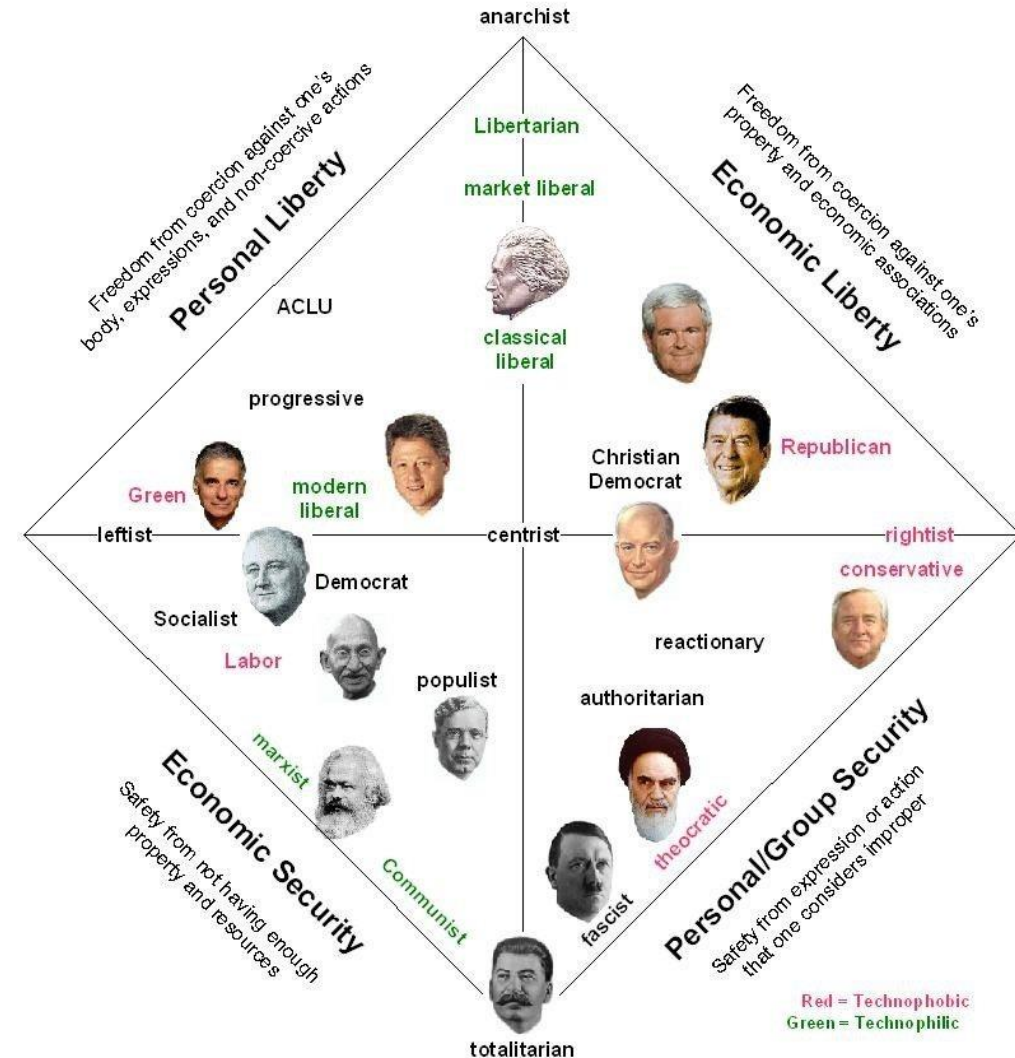 anarchist
Freedom from coercion against one's
body, expressions, and non-coercive actions
Personal Liberty
Freedom from coercion against one's
property and economic associations
Economic Liberty
Libertarian
market liberal
ACLU
classical
liberal
progressive
Christian
Democrat
Republican
Green
modern
liberal
leftist
centrist
rightist
conservative
Democrat
Socialist
reactionary
Labor
populist
authoritarian
marxist
theocratic
Economic Security
Safety from not having enough
property and resources
Personal/Group Security
Safety from expression or action
that one considers improper
Communist
fascist
Red = Technophobic
Green = Technophilic
totalitarian